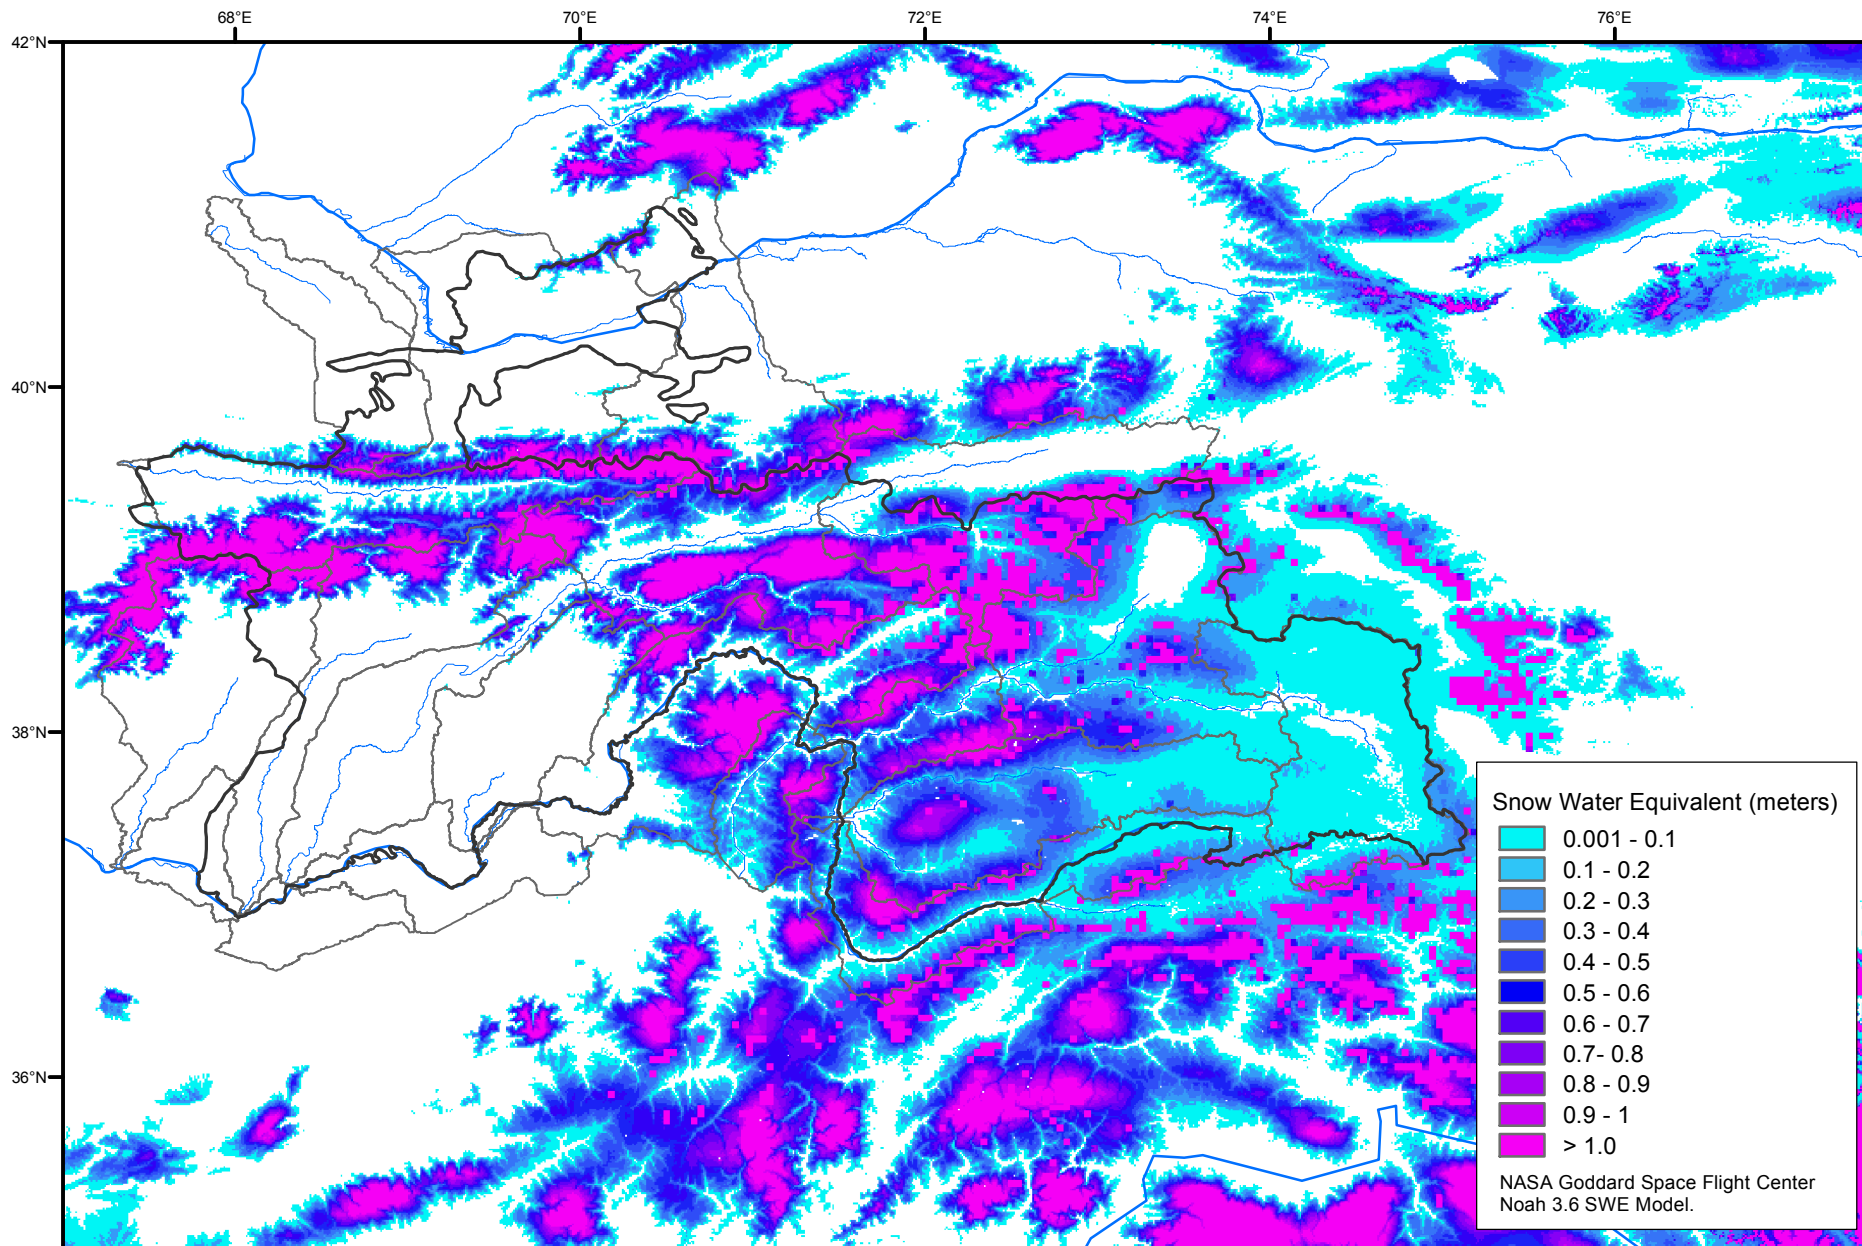 68°E 70°E 72°E 74°E 76°E
42°N
40°N
38°N
36°N
Snow Water Equivalent (meters)
0.001 - 0.1
0.1 - 0.2
0.2 - 0.3
0.3 - 0.4
0.4 - 0.5
0.5 - 0.6
0.6 - 0.7
0.7- 0.8
0.8 - 0.9
0.9 - 1
> 1.0
NASA Goddard Space Flight Center
Noah 3.6 SWE Model.